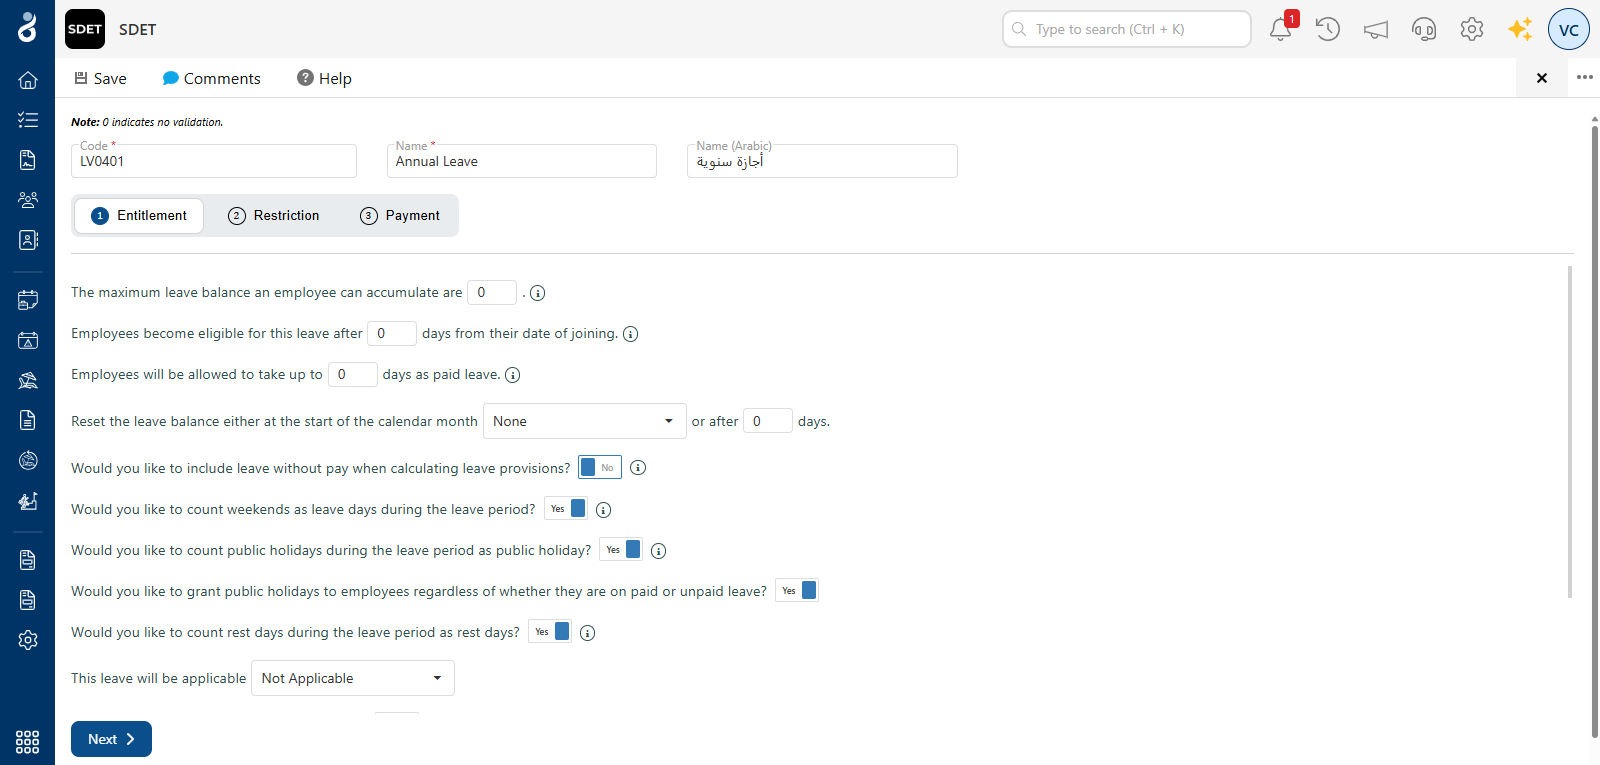 SDET SDET Type to search (Ctrl + K) 1 VC
Save Comments Help
Note: 0 indicates no validation.
Code * Name * Name (Arabic)
LV0401 Annual Leave أجازة سنوية
1 Entitlement 2 Restriction 3 Payment
The maximum leave balance an employee can accumulate are 0 .
Employees become eligible for this leave after 0 days from their date of joining.
Employees will be allowed to take up to 0 days as paid leave.
Reset the leave balance either at the start of the calendar month None or after 0 days.
Would you like to include leave without pay when calculating leave provisions? No
Would you like to count weekends as leave days during the leave period? Yes
Would you like to count public holidays during the leave period as public holiday? Yes
Would you like to grant public holidays to employees regardless of whether they are on paid or unpaid leave? Yes
Would you like to count rest days during the leave period as rest days? Yes
This leave will be applicable Not Applicable
Next